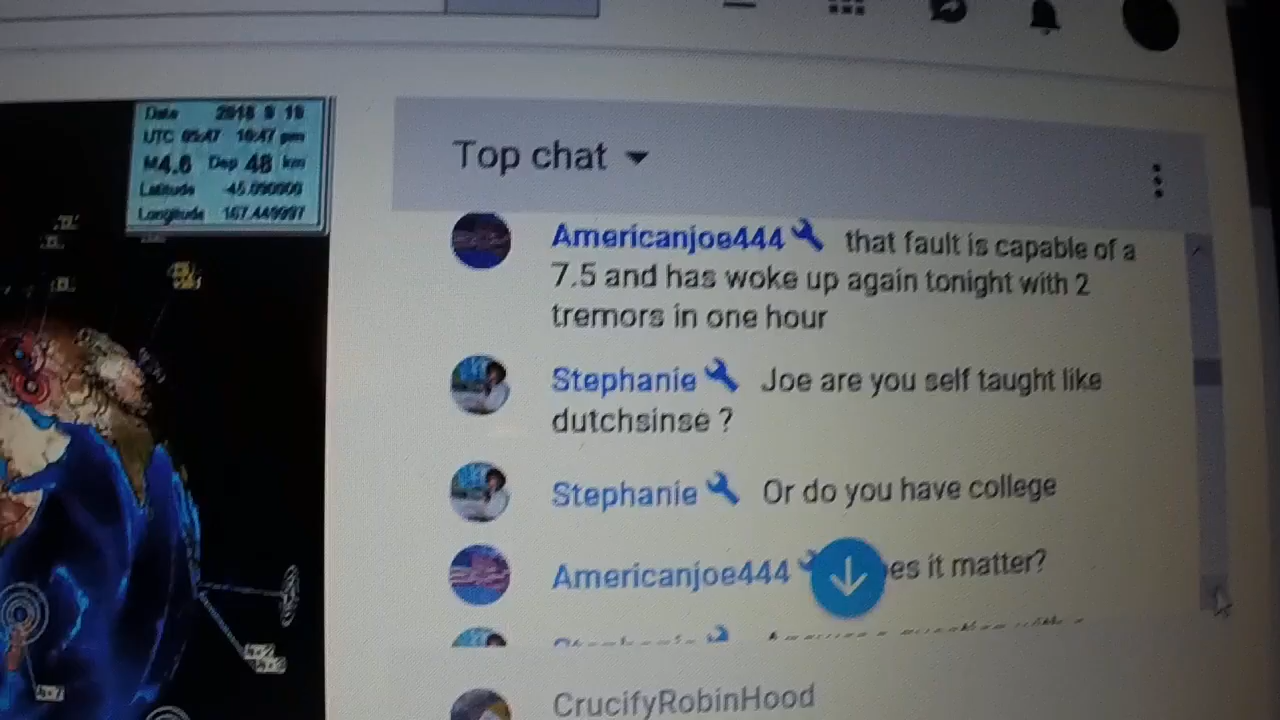 Date 2018 9 18
UTC 05:47 10:47 pm
M4.6 Dep 48 km
Latitude -45.090000
Longitude 167.449997
Top chat
Americanjoe444 that fault is capable of a
7.5 and has woke up again tonight with 2
tremors in one hour
Stephanie Joe are you self taught like
dutchsinse ?
Stephanie Or do you have college
Americanjoe444 es it matter?
CrucifyRobinHood